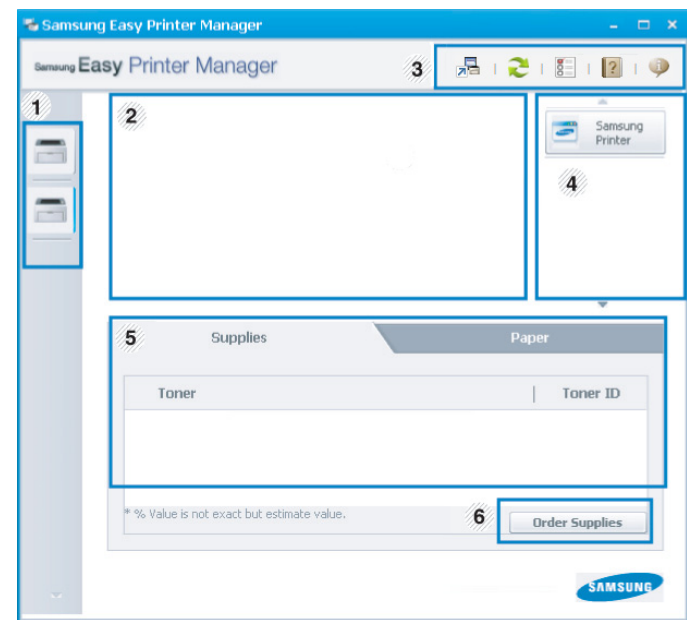 Samsung Easy Printer Manager
Samsung Easy Printer Manager
3
1
2
Samsung
Printer
4
5
Supplies
Paper
Toner
Toner ID
* % Value is not exact but estimate value.
6
Order Supplies
SAMSUNG